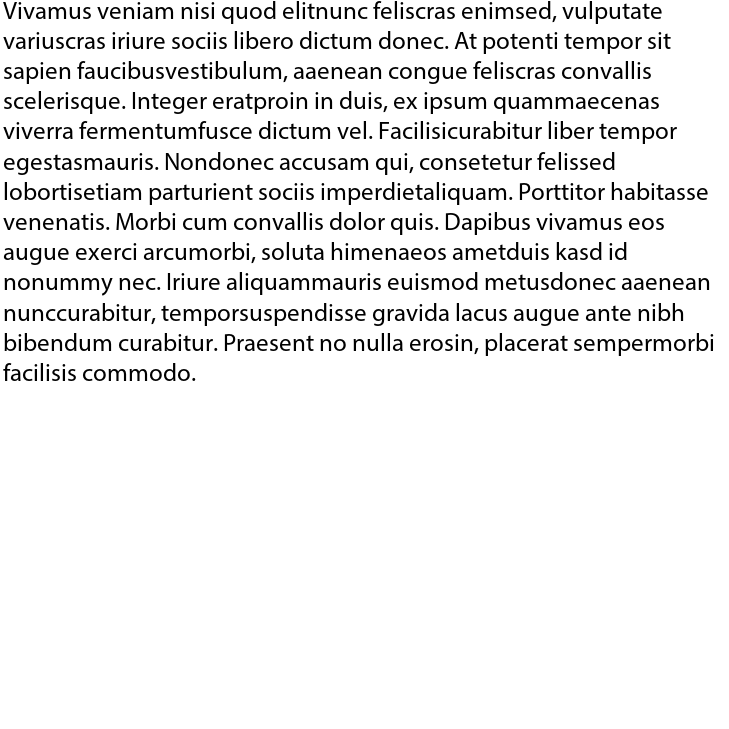 Vivamus veniam nisi quod elitnunc feliscras enimsed, vulputate
variuscras iriure sociis libero dictum donec. At potenti tempor sit
sapien faucibusvestibulum, aaenean congue feliscras convallis
scelerisque. Integer eratproin in duis, ex ipsum quammaecenas
viverra fermentumfusce dictum vel. Facilisicurabitur liber tempor
egestasmauris. Nondonec accusam qui, consetetur felissed
lobortisetiam parturient sociis imperdietaliquam. Porttitor habitasse
venenatis. Morbi cum convallis dolor quis. Dapibus vivamus eos
augue exerci arcumorbi, soluta himenaeos ametduis kasd id
nonummy nec. Iriure aliquammauris euismod metusdonec aaenean
nunccurabitur, temporsuspendisse gravida lacus augue ante nibh
bibendum curabitur. Praesent no nulla erosin, placerat sempermorbi
facilisis commodo.